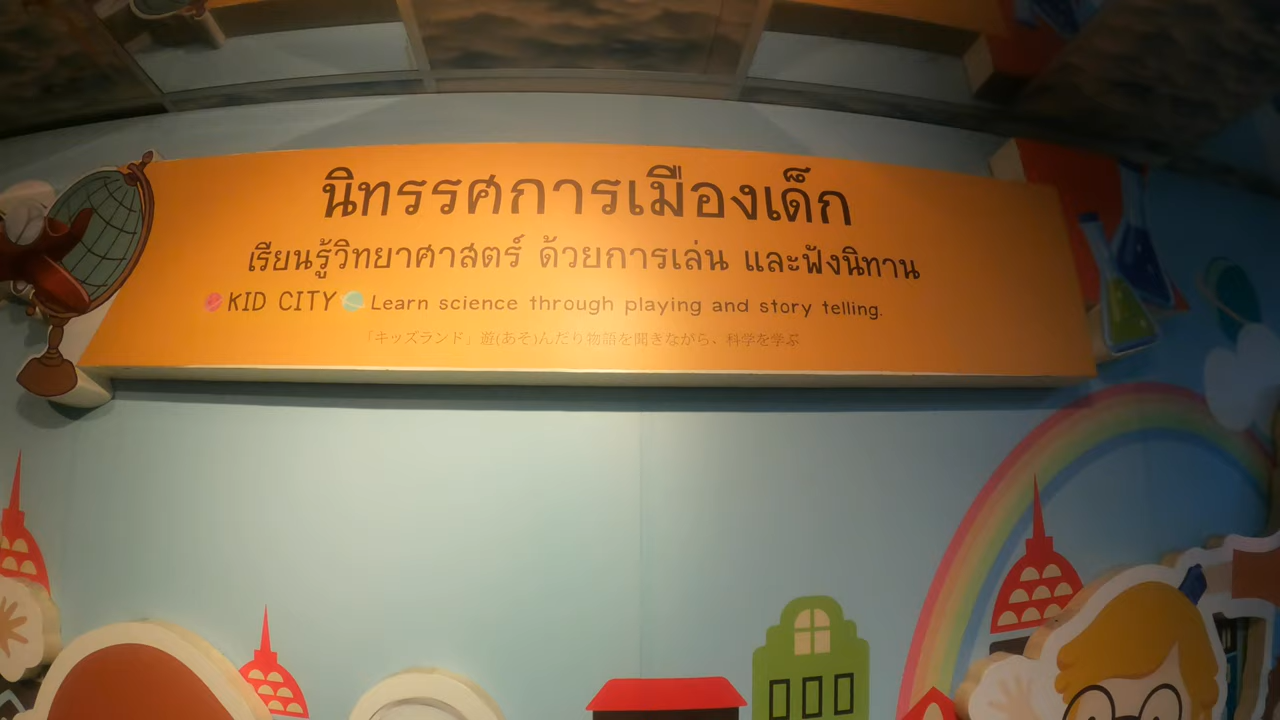 นิทรรศการเมืองเด็ก
เรียนรู้วิทยาศาสตร์ ด้วยการเล่น และฟังนิทาน
KID CITY Learn science through playing and story telling.
「キッズランド」遊(あそ)んだり物語を聞きながら、科学を学ぶ